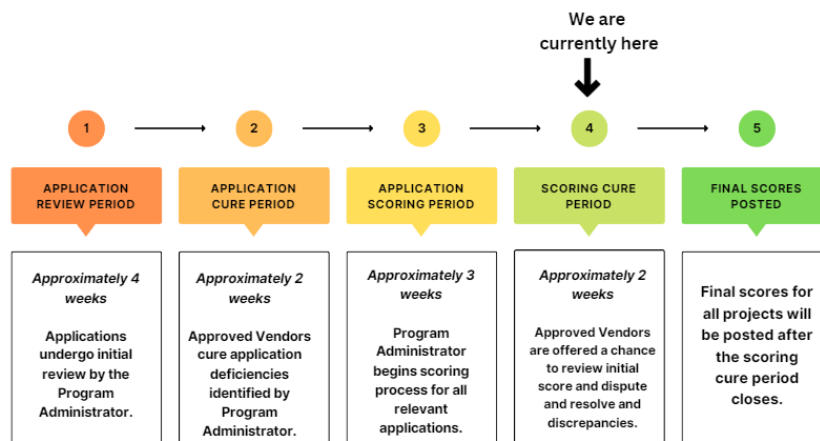 We are
currently here
1
2
3
4
5
APPLICATION
REVIEW PERIOD
APPLICATION
CURE PERIOD
APPLICATION
SCORING PERIOD
SCORING CURE
PERIOD
FINAL SCORES
POSTED
Approximately 4
weeks
Applications
undergo initial
review by the
Program
Administrator.
Approximately 2
weeks
Approved Vendors
cure application
deficiencies
identified by
Program
Administrator.
Approximately 3
weeks
Program
Administrator
begins scoring
process for all
relevant
applications.
Approximately 2
weeks
Approved Vendors
are offered a chance
to review initial
score and dispute
and resolve and
discrepancies.
Final scores for
all projects will
be posted after
the scoring
cure period
closes.